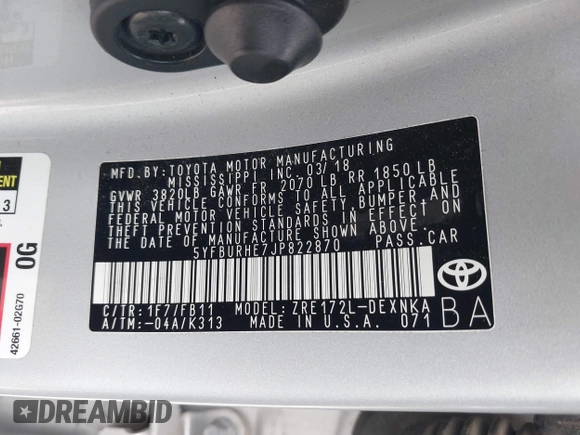 MFD.BY:TOYOTA MOTOR MANUFACTURING
MISSISSIPPI INC.03/18
GVWR 3820LB GAWR FR 2070 LB RR 1850 LB
THIS VEHICLE CONFORMS TO ALL APPLICABLE
FEDERAL MOTOR VEHICLE SAFETY,BUMPER,AND
THEFT PREVENTION STANDARDS IN EFFECT ON
THE DATE OF MANUFACTURE SHOWN ABOVE.
5YFBURHE7JP822870 PASS.CAR
C/TR:1F7/FB11 MODEL:ZRE172L-DEXNKA
A/TM:-04A/K313 MADE IN U.S.A. 071
BA
TOYOTA
3
0G
42661-02G70
DREAMBID